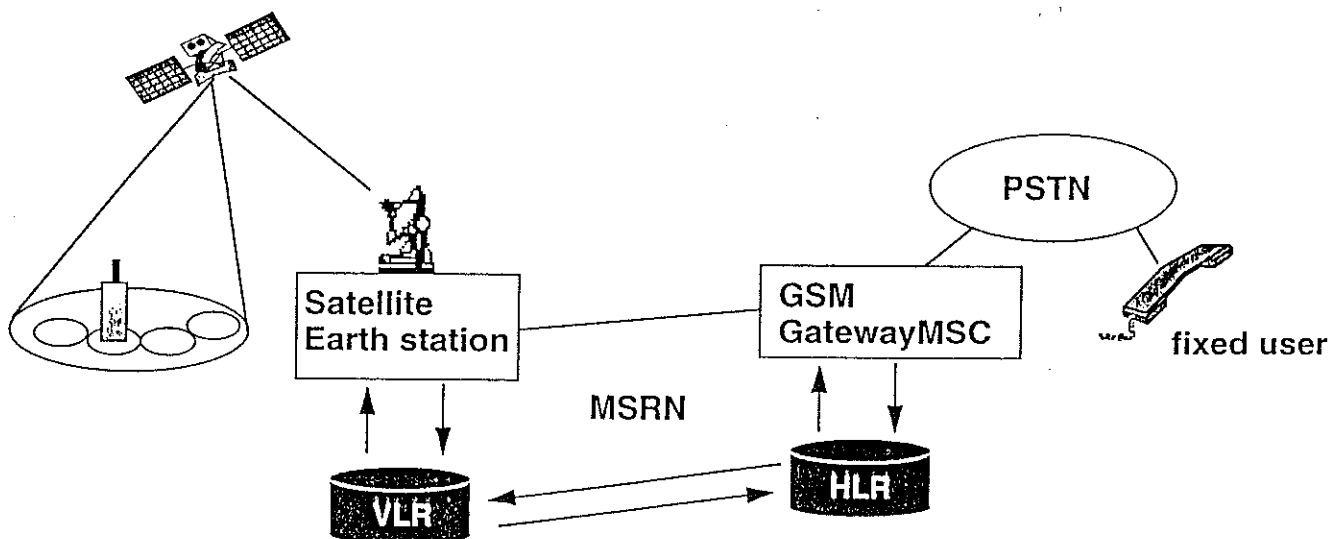 PSTN
Satellite
Earth station
GSM
GatewayMSC
fixed user
MSRN
VLR
HLR